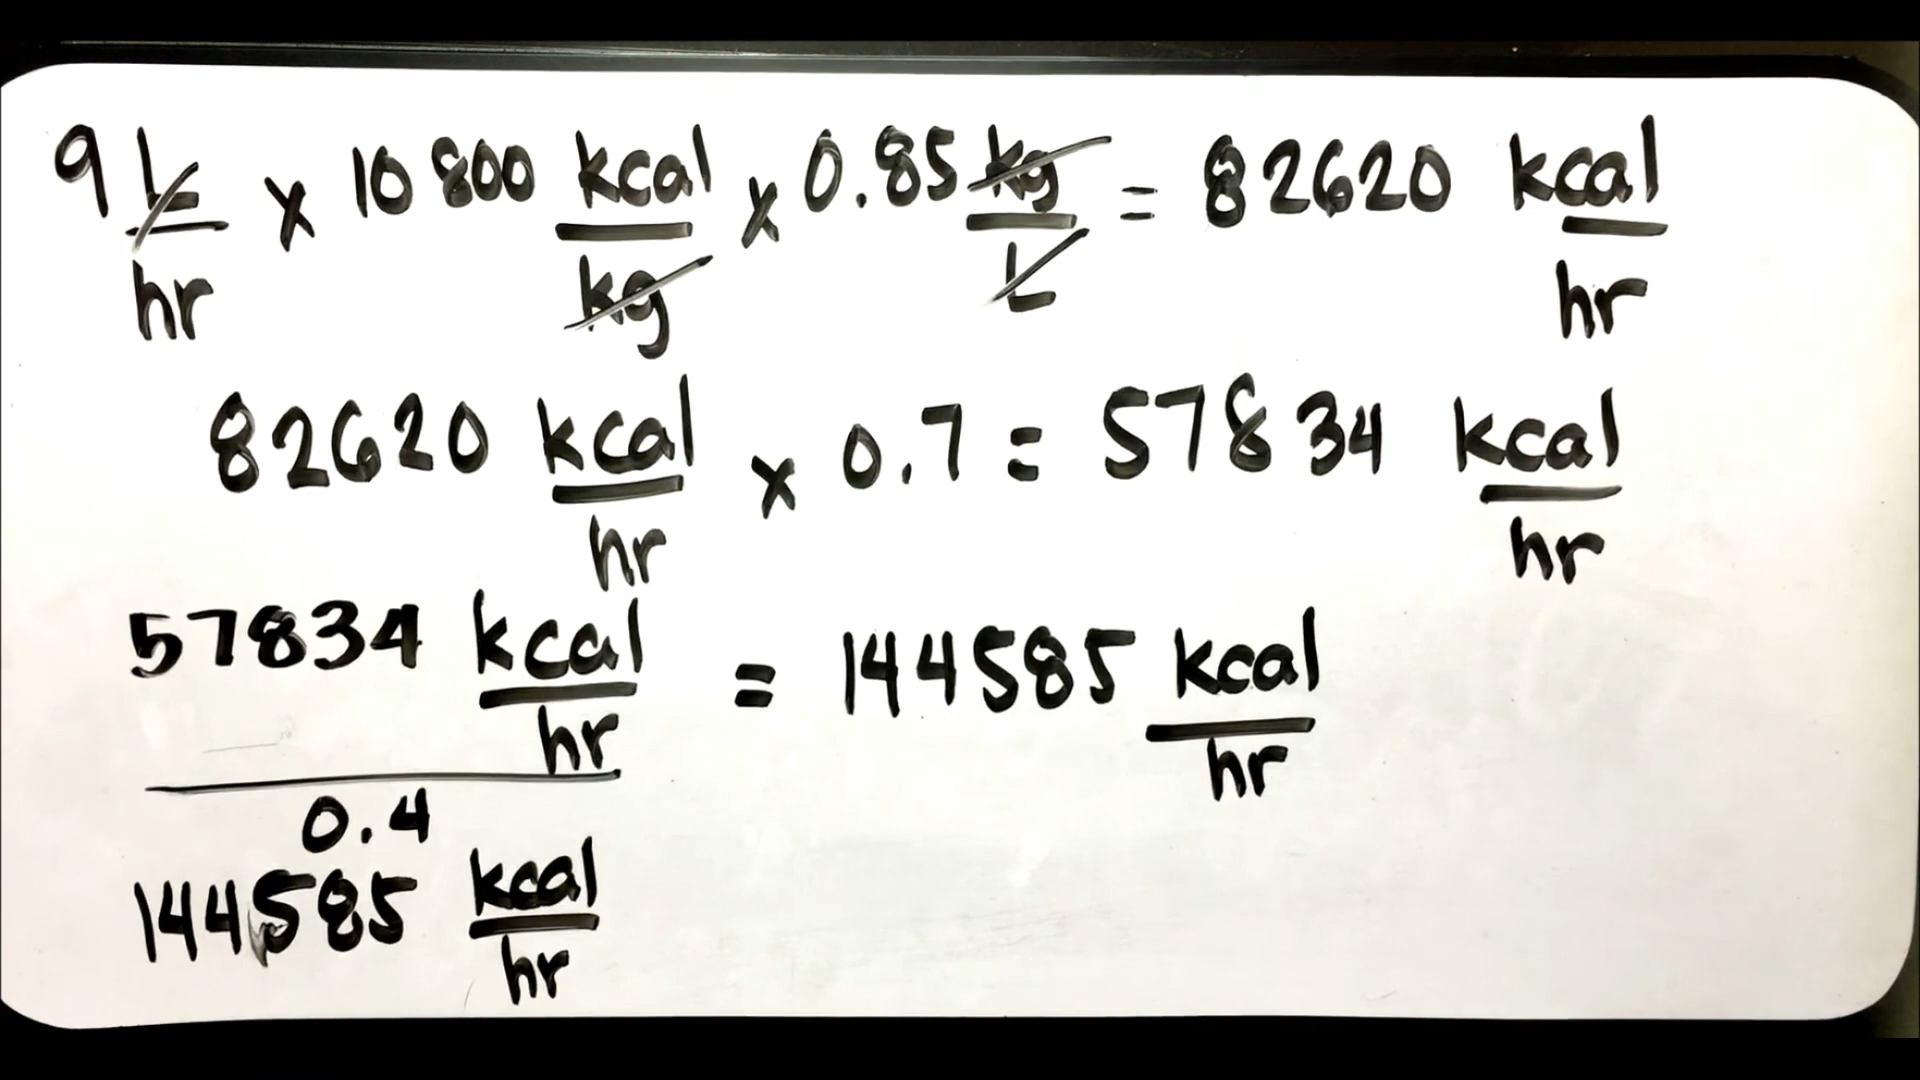 9 L/hr x 10800 kcal/kg x 0.85 kg/L = 82620 kcal/hr
82620 kcal/hr x 0.7 = 57834 kcal/hr
57834 kcal/hr / 0.4 = 144585 kcal/hr
144585 kcal/hr